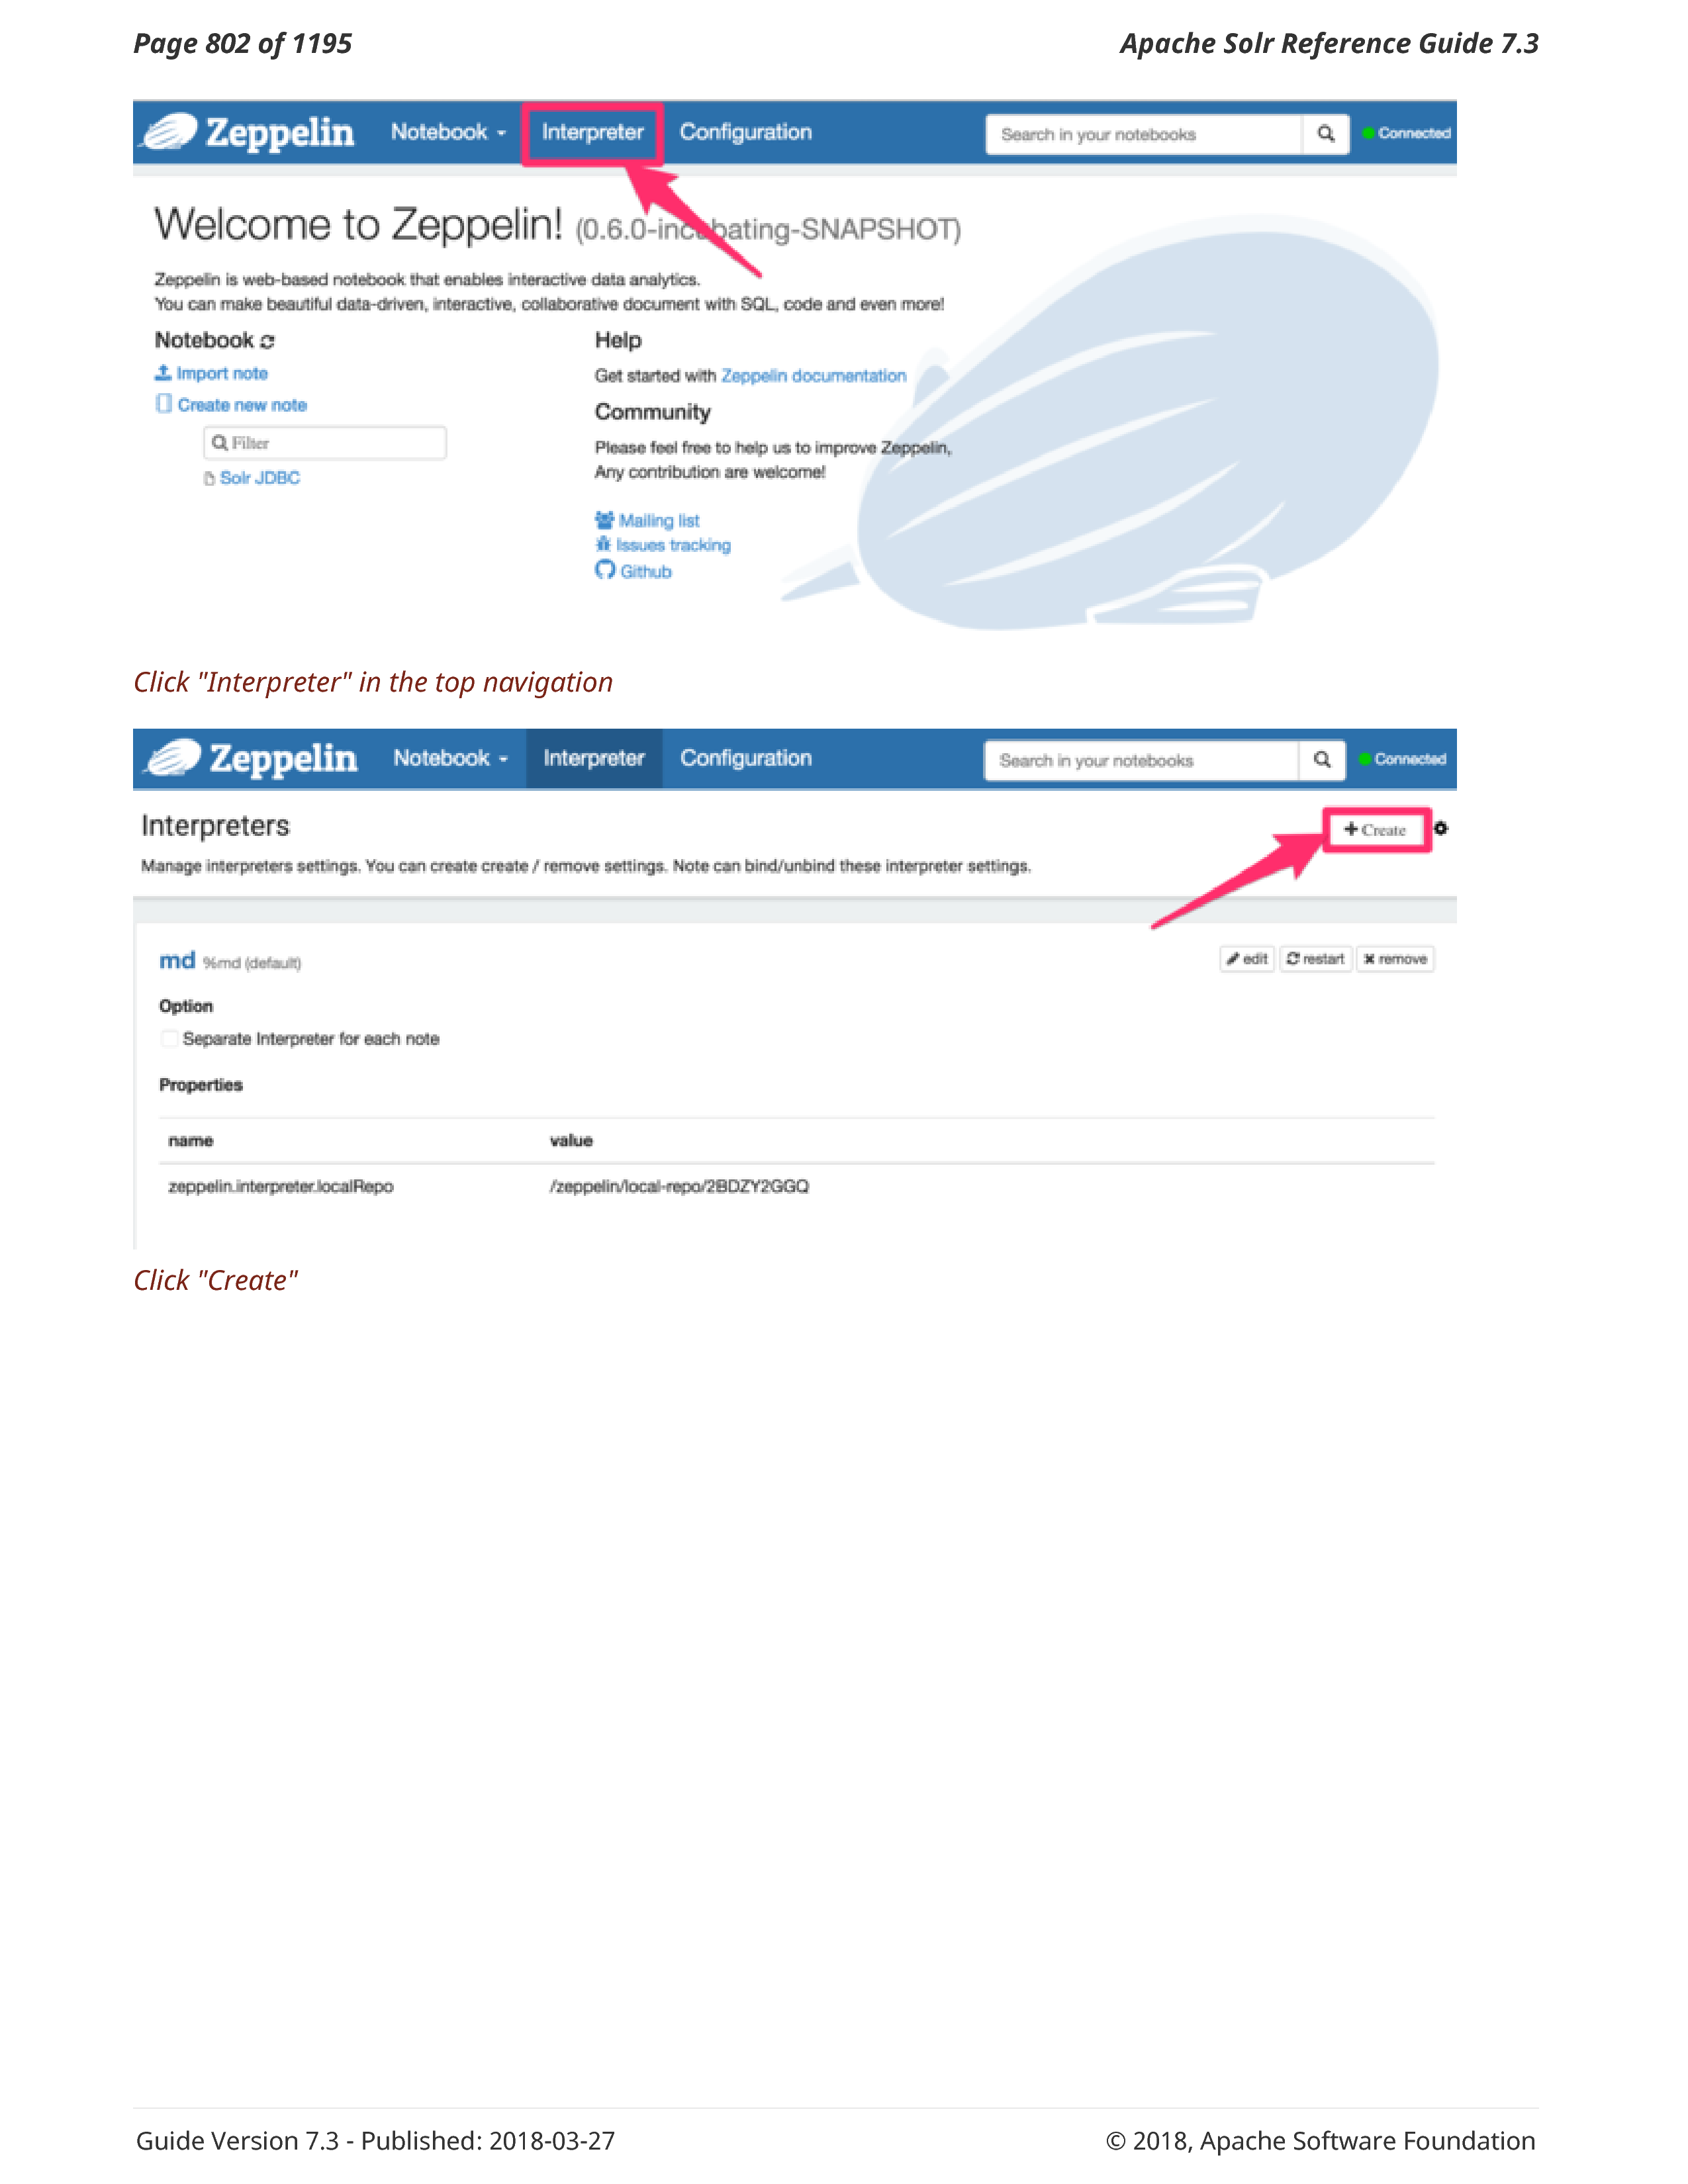 Page 802 of 1195 Apache Solr Reference Guide 7.3
Zeppelin Notebook Interpreter Configuration Search in your notebooks Connected
Welcome to Zeppelin! (0.6.0-incubating-SNAPSHOT)
Zeppelin is web-based notebook that enables interactive data analytics.
You can make beautiful data-driven, interactive, collaborative document with SQL, code and even more!
Notebook
Import note
Create new note
Filter
Solr JDBC
Help
Get started with Zeppelin documentation
Community
Please feel free to help us to improve Zeppelin,
Any contribution are welcome!
Mailing list
Issues tracking
Github
Click "Interpreter" in the top navigation
Zeppelin Notebook Interpreter Configuration Search in your notebooks Connected
Interpreters
+ Create
Manage interpreters settings. You can create create / remove settings. Note can bind/unbind these interpreter settings.
md %md (default) edit restart remove
Option
Separate Interpreter for each note
Properties
name value
zeppelin.interpreter.localRepo /zeppelin/local-repo/2BDZY2GGQ
Click "Create"
Guide Version 7.3 - Published: 2018-03-27 © 2018, Apache Software Foundation